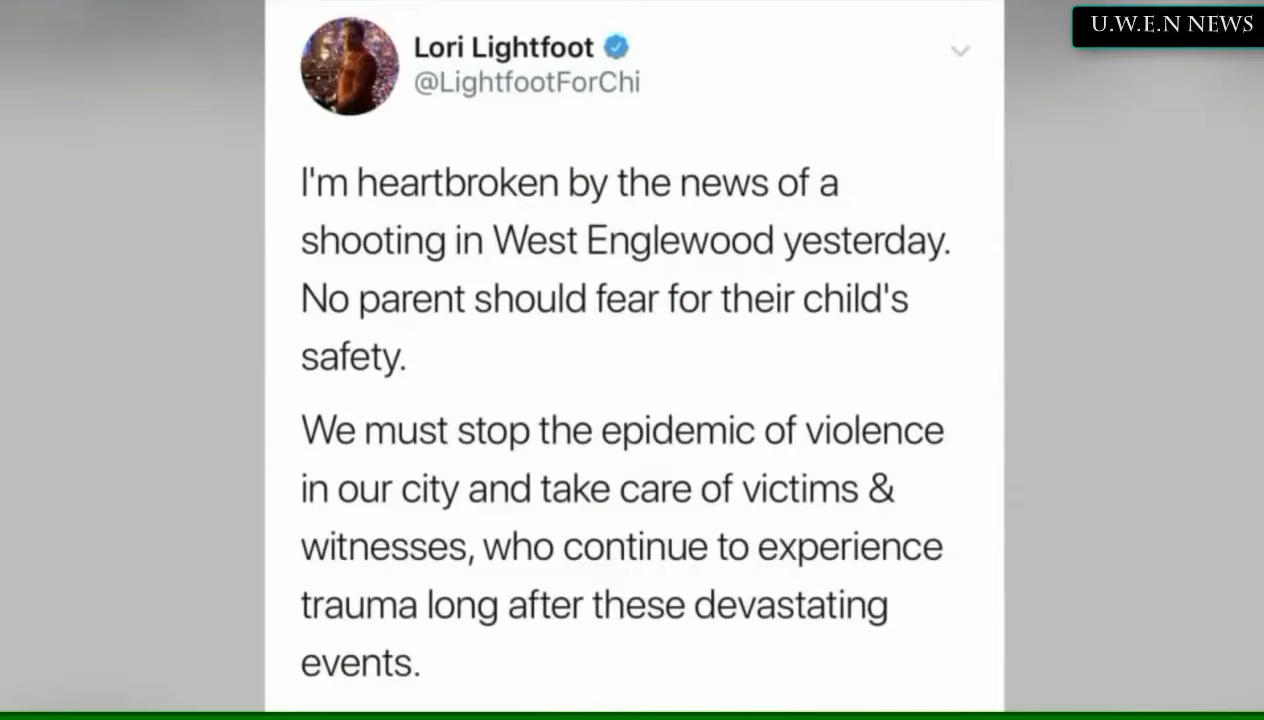 U.W.E.N NEWS
Lori Lightfoot
@LightfootForChi
I'm heartbroken by the news of a
shooting in West Englewood yesterday.
No parent should fear for their child's
safety.
We must stop the epidemic of violence
in our city and take care of victims &
witnesses, who continue to experience
trauma long after these devastating
events.